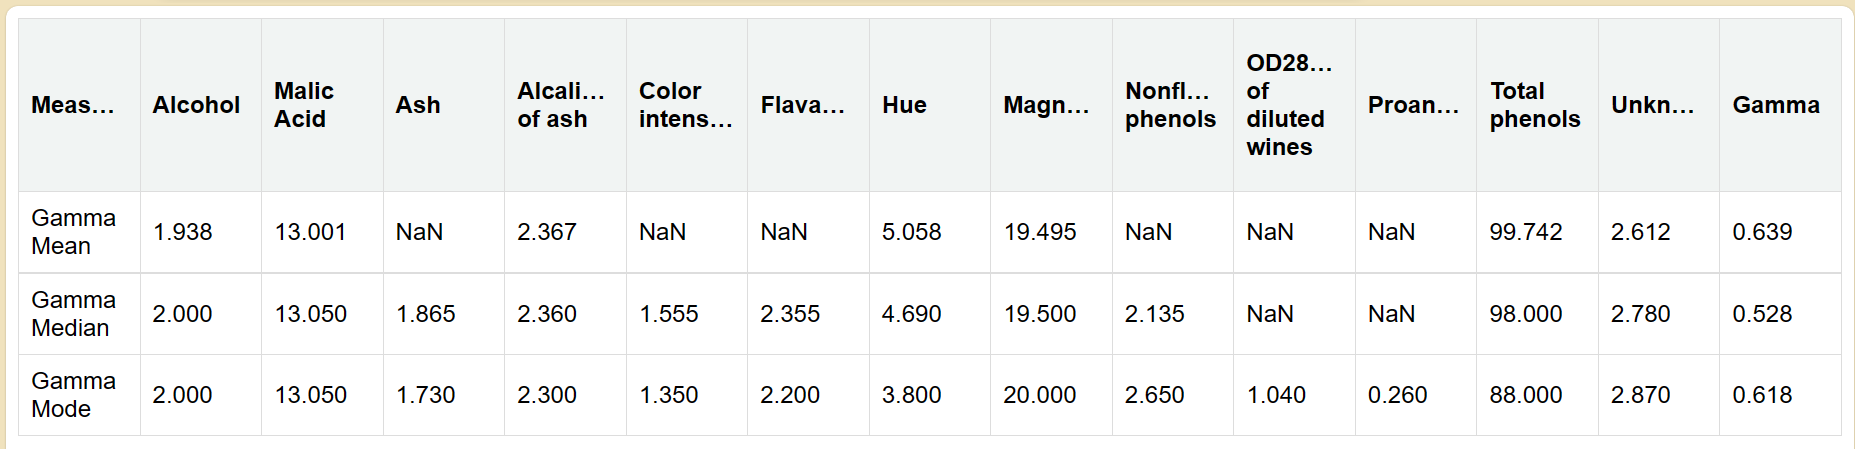 Meas… Alcohol Malic Acid Ash Alcali… of ash Color intens… Flava… Hue Magn… Nonfl… phenols OD28… of diluted wines Proan… Total phenols Unkn… Gamma
Gamma Mean 1.938 13.001 NaN 2.367 NaN NaN 5.058 19.495 NaN NaN NaN 99.742 2.612 0.639
Gamma Median 2.000 13.050 1.865 2.360 1.555 2.355 4.690 19.500 2.135 NaN NaN 98.000 2.780 0.528
Gamma Mode 2.000 13.050 1.730 2.300 1.350 2.200 3.800 20.000 2.650 1.040 0.260 88.000 2.870 0.618